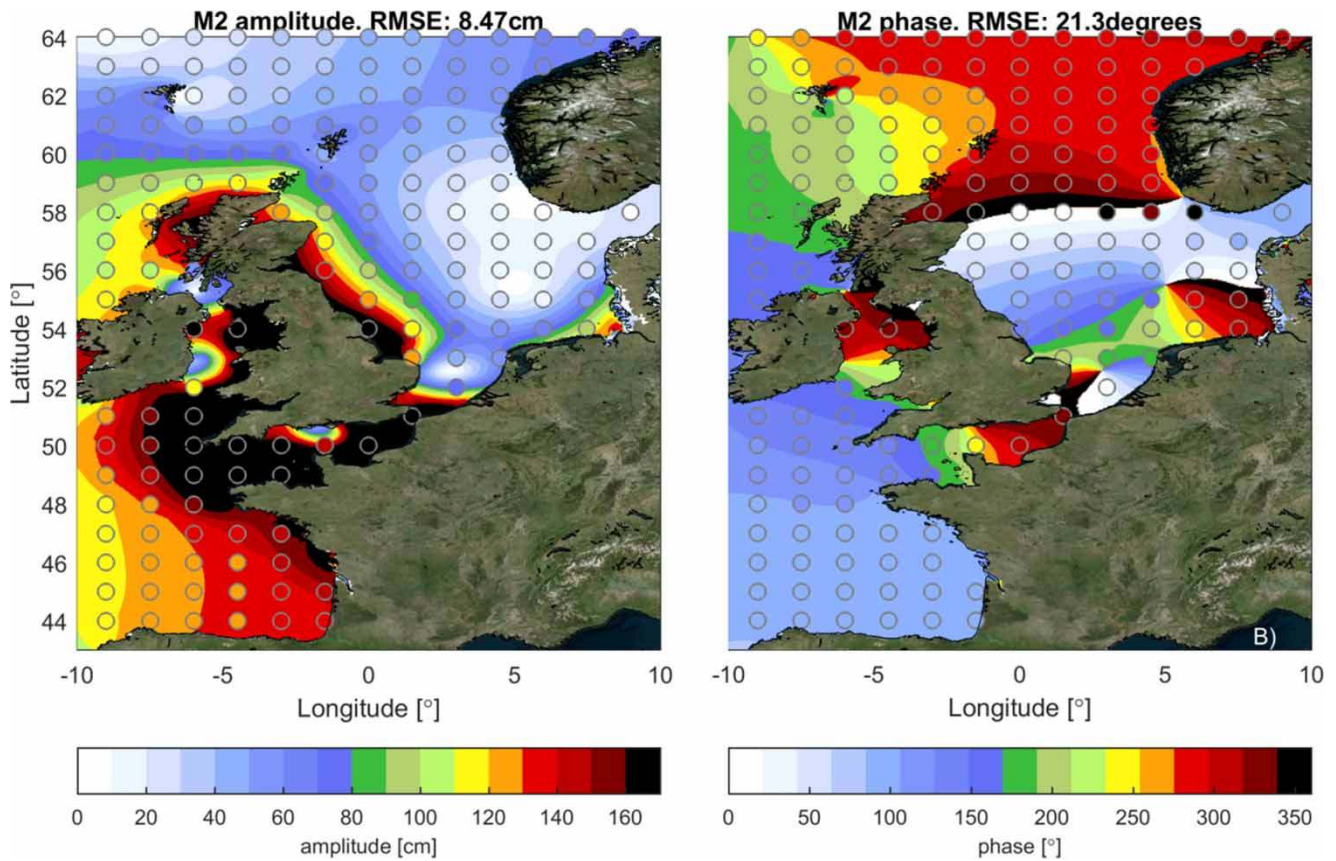 M2 amplitude. RMSE: 8.47cm
64
62
60
58
56
54
52
50
48
46
44
Latitude [°]
-10 -5 0 5 10
Longitude [°]
0 20 40 60 80 100 120 140 160
amplitude [cm]
M2 phase. RMSE: 21.3degrees
B)
-10 -5 0 5 10
Longitude [°]
0 50 100 150 200 250 300 350
phase [°]